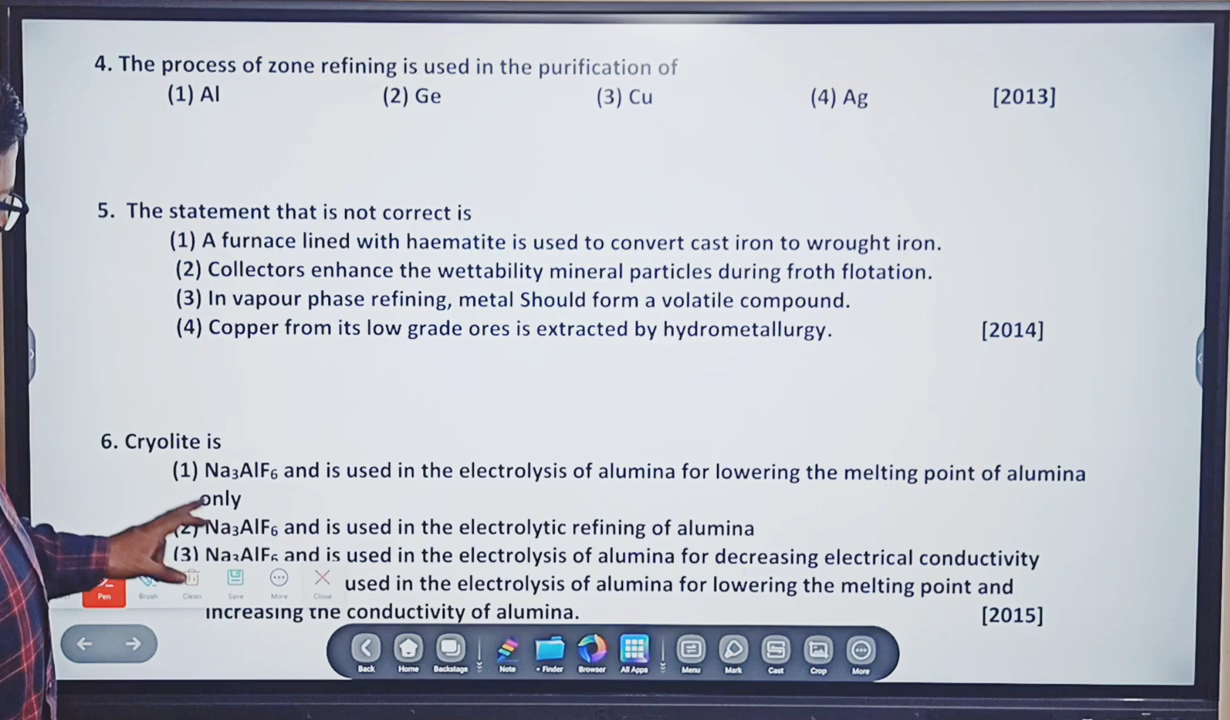 4. The process of zone refining is used in the purification of
(1) Al (2) Ge (3) Cu (4) Ag [2013]
5. The statement that is not correct is
(1) A furnace lined with haematite is used to convert cast iron to wrought iron.
(2) Collectors enhance the wettability mineral particles during froth flotation.
(3) In vapour phase refining, metal Should form a volatile compound.
(4) Copper from its low grade ores is extracted by hydrometallurgy. [2014]
6. Cryolite is
(1) Na₃AlF₆ and is used in the electrolysis of alumina for lowering the melting point of alumina
only
(2) Na₃AlF₆ and is used in the electrolytic refining of alumina
(3) Na₃AlF₆ and is used in the electrolysis of alumina for decreasing electrical conductivity
used in the electrolysis of alumina for lowering the melting point and
Pen Brush Clean Save More Close
increasing the conductivity of alumina. [2015]
Back Home Backstage Note Finder Browser All Apps Menu Mark Cast Crop More